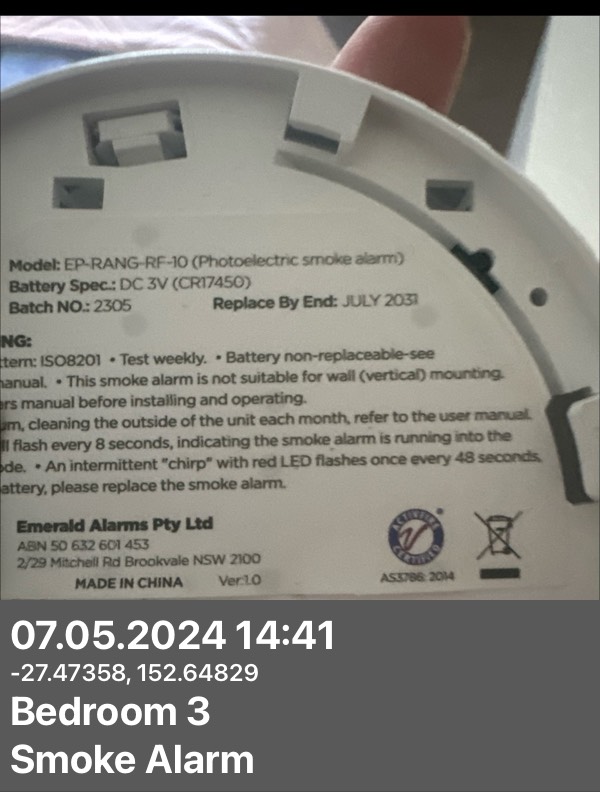 Model: EP-RANG-RF-10 (Photoelectric smoke alarm)
Battery Spec.: DC 3V (CR17450)
Batch NO.: 2305 Replace By End: JULY 2031
NG:
tern: ISO8201 • Test weekly. • Battery non-replaceable-see
manual. • This smoke alarm is not suitable for wall (vertical) mounting.
rs manual before installing and operating.
um, cleaning the outside of the unit each month, refer to the user manual.
ll flash every 8 seconds, indicating the smoke alarm is running into the
de. • An intermittent "chirp" with red LED flashes once every 48 seconds,
attery, please replace the smoke alarm.
Emerald Alarms Pty Ltd
ABN 50 632 601 453
2/29 Mitchell Rd Brookvale NSW 2100
MADE IN CHINA Ver:1.0
ACTIVFIRE CERTIFIED
AS3786: 2014
07.05.2024 14:41
-27.47358, 152.64829
Bedroom 3
Smoke Alarm